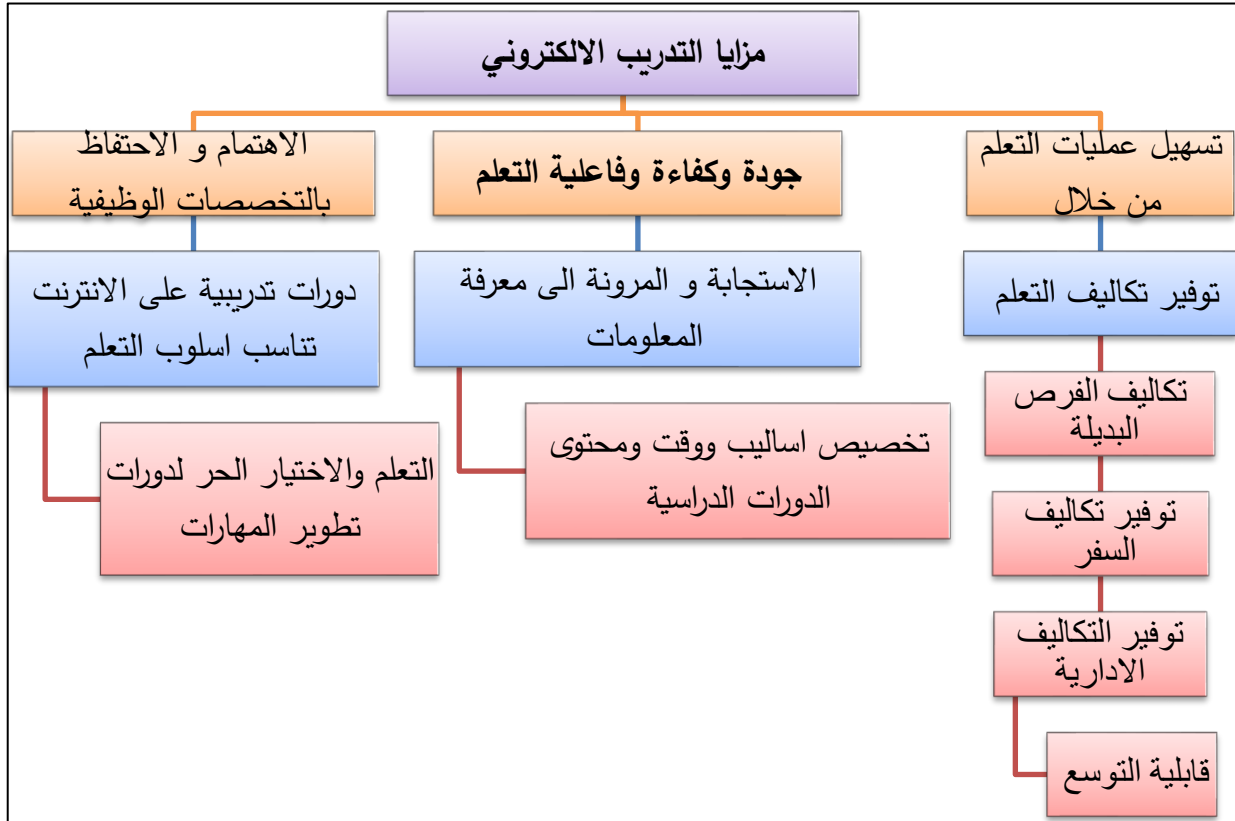 مزايا التدريب الالكتروني
تسهيل عمليات التعلم
من خلال
توفير تكاليف التعلم
تكاليف الفرص
البديلة
توفير تكاليف
السفر
توفير التكاليف
الادارية
قابلية التوسع
جودة وكفاءة وفاعلية التعلم
الاستجابة و المرونة الى معرفة
المعلومات
تخصيص اساليب ووقت ومحتوى
الدورات الدراسية
الاهتمام و الاحتفاظ
بالتخصصات الوظيفية
دورات تدريبية على الانترنت
تناسب اسلوب التعلم
التعلم والاختيار الحر لدورات
تطوير المهارات